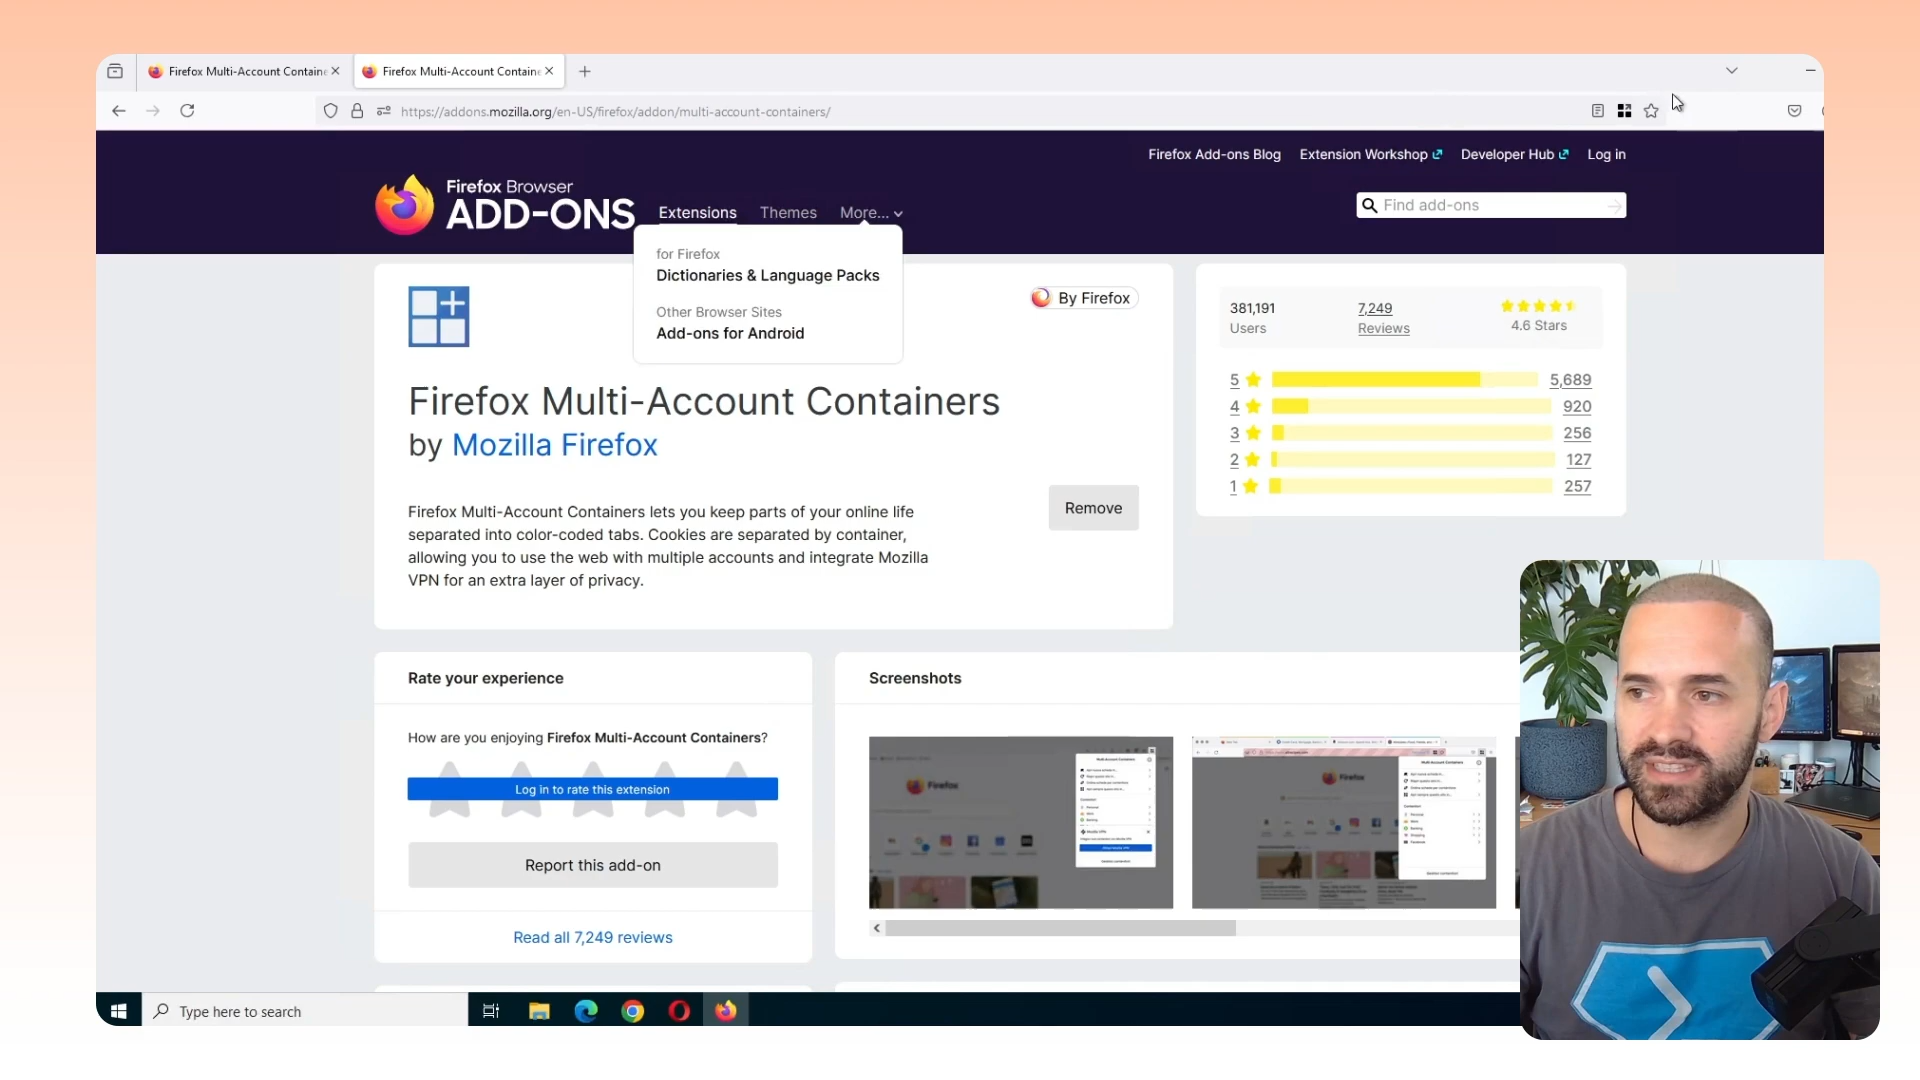 Firefox Multi-Account Containe
Firefox Multi-Account Containe
https://addons.mozilla.org/en-US/firefox/addon/multi-account-containers/
Firefox Add-ons Blog
Extension Workshop
Developer Hub
Log in
Firefox Browser
ADD-ONS
Extensions
Themes
More...
Find add-ons
for Firefox
Dictionaries & Language Packs
Other Browser Sites
Add-ons for Android
By Firefox
Firefox Multi-Account Containers
by Mozilla Firefox
Firefox Multi-Account Containers lets you keep parts of your online life
separated into color-coded tabs. Cookies are separated by container,
allowing you to use the web with multiple accounts and integrate Mozilla
VPN for an extra layer of privacy.
Remove
381,191
Users
7,249
Reviews
4.6 Stars
5 5,689
4 920
3 256
2 127
1 257
Rate your experience
How are you enjoying Firefox Multi-Account Containers?
Log in to rate this extension
Report this add-on
Read all 7,249 reviews
Screenshots
Firefox
Firefox
Type here to search